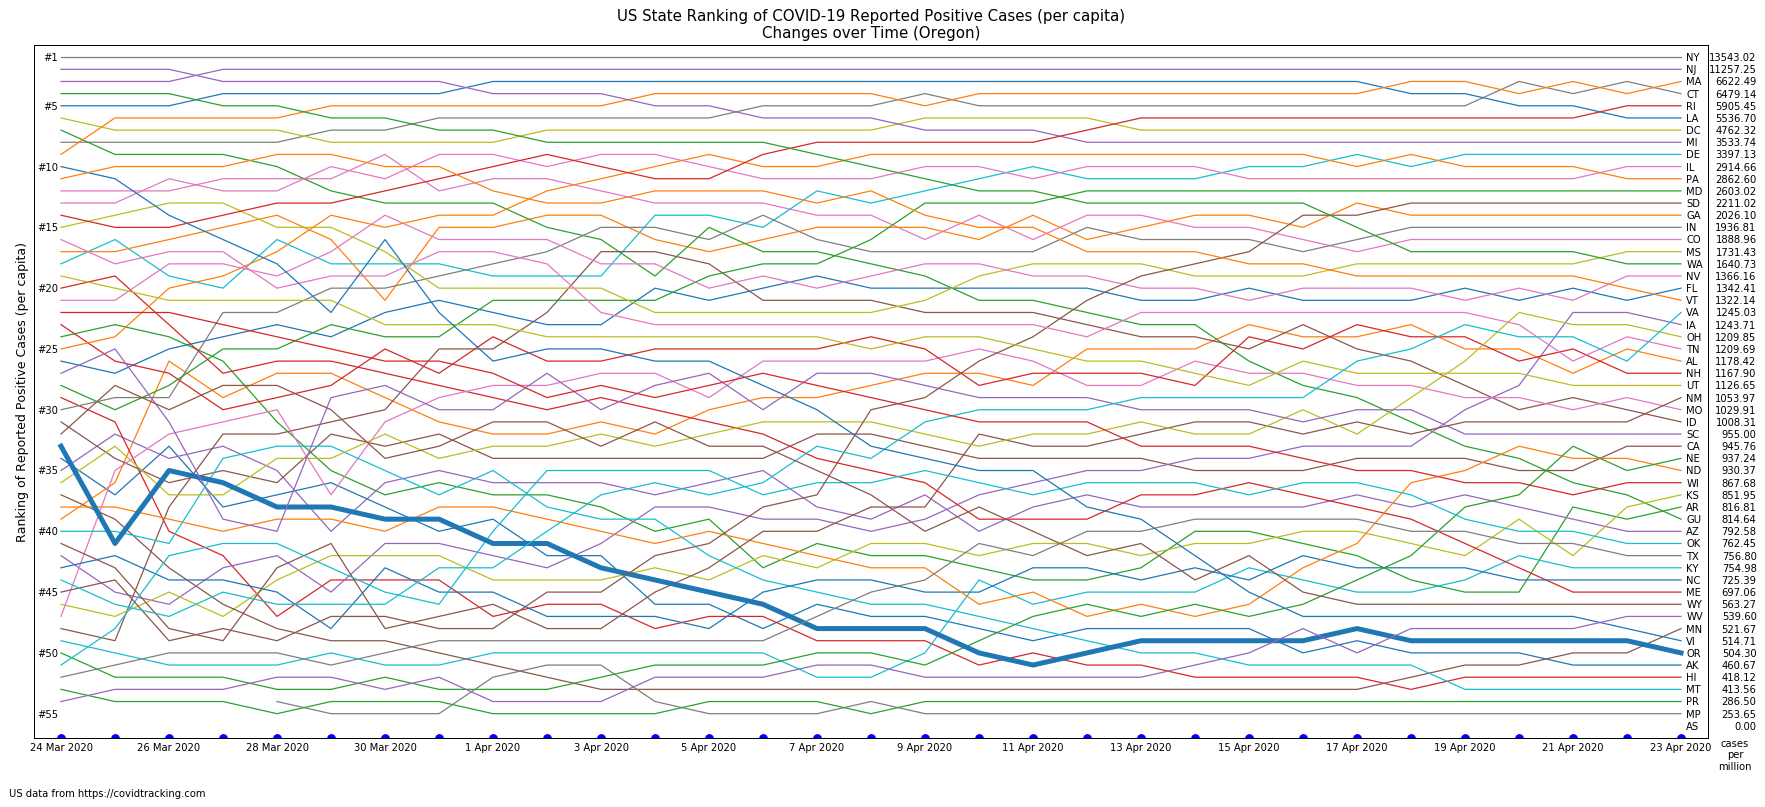 US State Ranking of COVID-19 Reported Positive Cases (per capita)
Changes over Time (Oregon)
Ranking of Reported Positive Cases (per capita)
#1
#5
#10
#15
#20
#25
#30
#35
#40
#45
#50
#55
NY 13543.02
NJ 11257.25
MA 6622.49
CT 6479.14
RI 5905.45
LA 5536.70
DC 4762.32
MI 3533.74
DE 3397.13
IL 2914.66
PA 2862.60
MD 2603.02
SD 2211.02
GA 2026.10
IN 1936.81
CO 1888.96
MS 1731.43
WA 1640.73
NV 1366.16
FL 1342.41
VT 1322.14
VA 1245.03
IA 1243.71
OH 1209.85
TN 1209.69
AL 1178.42
NH 1167.90
UT 1126.65
NM 1053.97
MO 1029.91
ID 1008.31
SC 955.00
CA 945.76
NE 937.24
ND 930.37
WI 867.68
KS 851.95
AR 816.81
GU 814.64
AZ 792.58
OK 762.45
TX 756.80
KY 754.98
NC 725.39
ME 697.06
WY 563.27
WV 539.60
MN 521.67
VI 514.71
OR 504.30
AK 460.67
HI 418.12
MT 413.56
PR 286.50
MP 253.65
AS 0.00
24 Mar 2020 26 Mar 2020 28 Mar 2020 30 Mar 2020 1 Apr 2020 3 Apr 2020 5 Apr 2020 7 Apr 2020 9 Apr 2020 11 Apr 2020 13 Apr 2020 15 Apr 2020 17 Apr 2020 19 Apr 2020 21 Apr 2020 23 Apr 2020
cases
per
million
US data from https://covidtracking.com